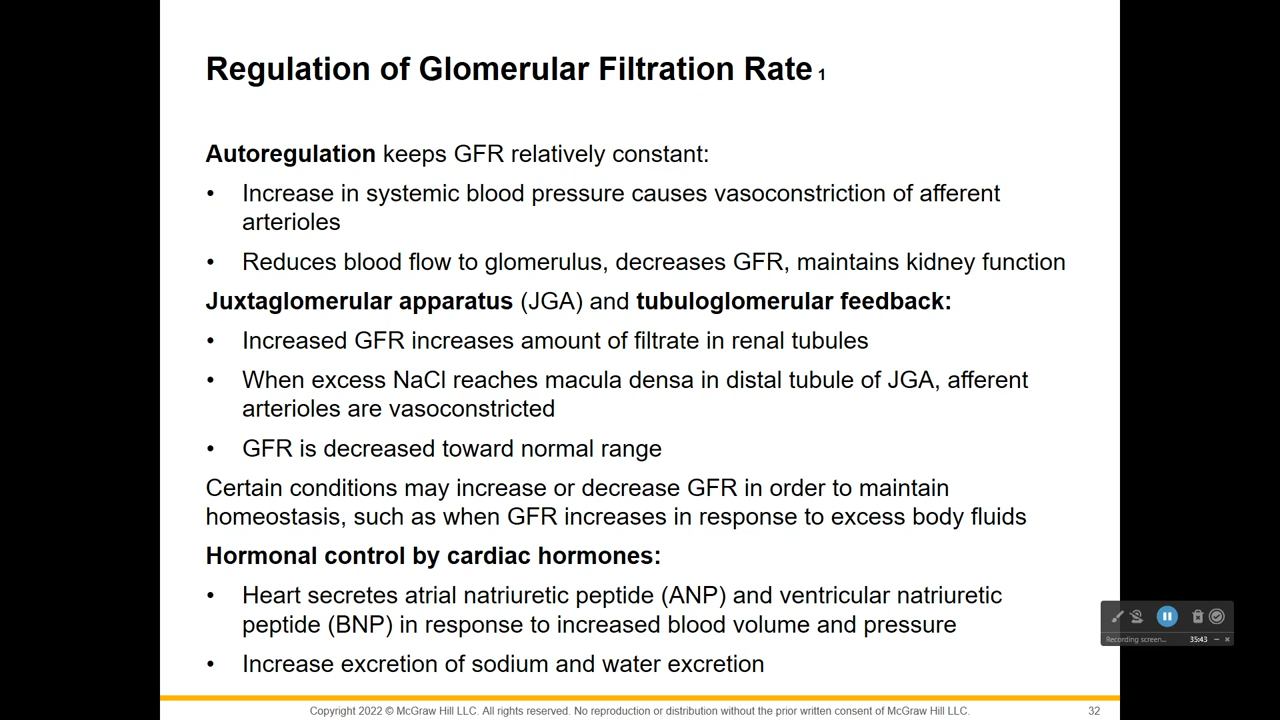 Regulation of Glomerular Filtration Rate 1
Autoregulation keeps GFR relatively constant:
• Increase in systemic blood pressure causes vasoconstriction of afferent
arterioles
• Reduces blood flow to glomerulus, decreases GFR, maintains kidney function
Juxtaglomerular apparatus (JGA) and tubuloglomerular feedback:
• Increased GFR increases amount of filtrate in renal tubules
• When excess NaCl reaches macula densa in distal tubule of JGA, afferent
arterioles are vasoconstricted
• GFR is decreased toward normal range
Certain conditions may increase or decrease GFR in order to maintain
homeostasis, such as when GFR increases in response to excess body fluids
Hormonal control by cardiac hormones:
• Heart secretes atrial natriuretic peptide (ANP) and ventricular natriuretic
peptide (BNP) in response to increased blood volume and pressure
• Increase excretion of sodium and water excretion
Recording screen... 35:43
Copyright 2022 © McGraw Hill LLC. All rights reserved. No reproduction or distribution without the prior written consent of McGraw Hill LLC. 32